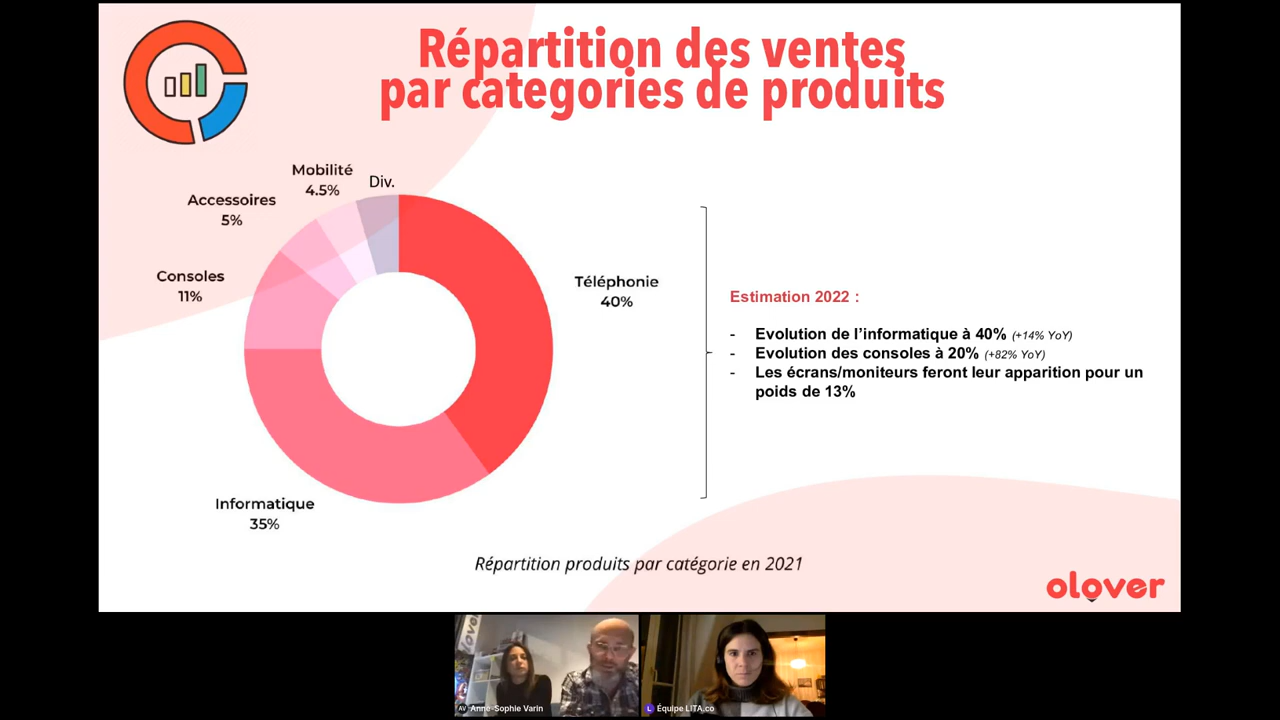 Répartition des ventes
par categories de produits
Mobilité
4.5%
Div.
Accessoires
5%
Consoles
11%
Téléphonie
40%
Informatique
35%
Estimation 2022 :
- Evolution de l'informatique à 40% (+14% YoY)
- Evolution des consoles à 20% (+82% YoY)
- Les écrans/moniteurs feront leur apparition pour un
poids de 13%
Répartition produits par catégorie en 2021
olover
AV Anne-Sophie Varin
L Équipe LITA.co